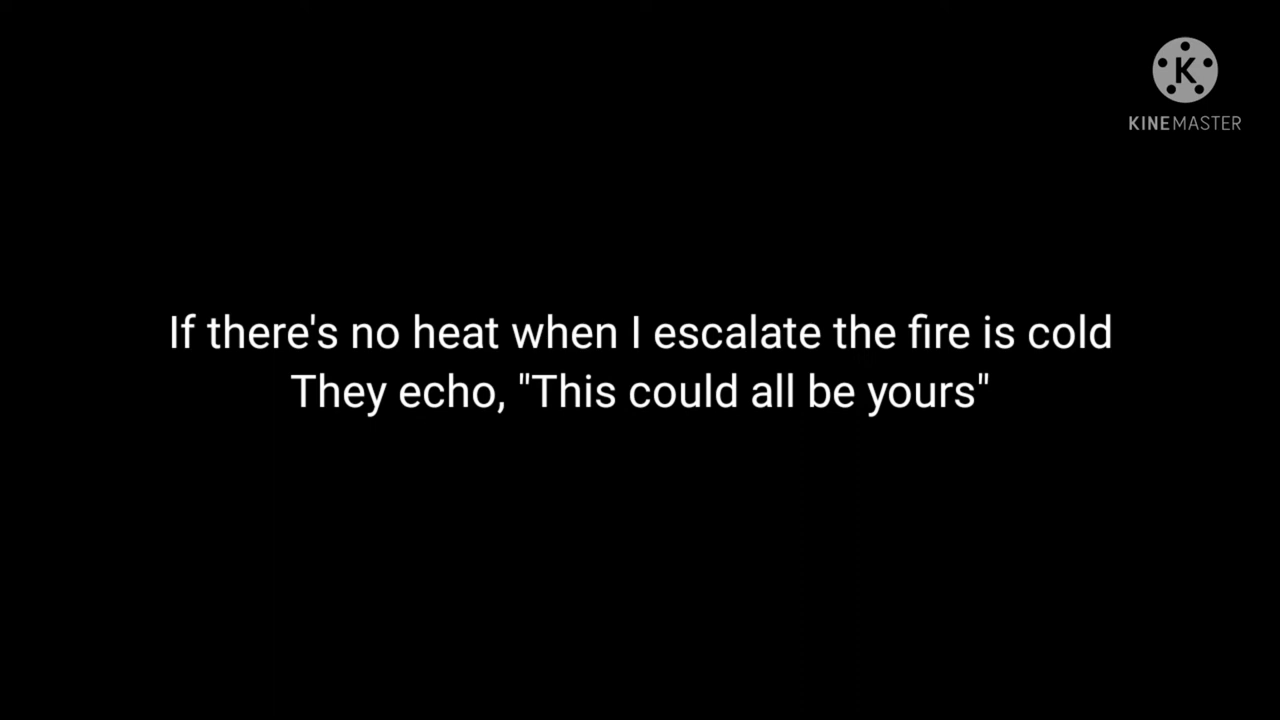 K
KINEMASTER
If there's no heat when I escalate the fire is cold
They echo, "This could all be yours"